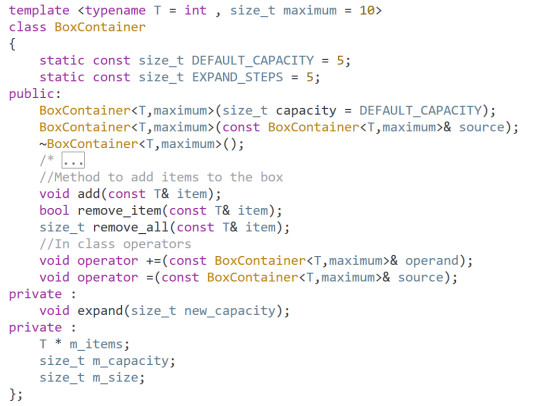 template <typename T = int , size_t maximum = 10>
class BoxContainer
{
    static const size_t DEFAULT_CAPACITY = 5;
    static const size_t EXPAND_STEPS = 5;
public:
    BoxContainer<T,maximum>(size_t capacity = DEFAULT_CAPACITY);
    BoxContainer<T,maximum>(const BoxContainer<T,maximum>& source);
    ~BoxContainer<T,maximum>();
    /* ...
    //Method to add items to the box
    void add(const T& item);
    bool remove_item(const T& item);
    size_t remove_all(const T& item);
    //In class operators
    void operator +=(const BoxContainer<T,maximum>& operand);
    void operator =(const BoxContainer<T,maximum>& source);
private :
    void expand(size_t new_capacity);
private :
    T * m_items;
    size_t m_capacity;
    size_t m_size;
};